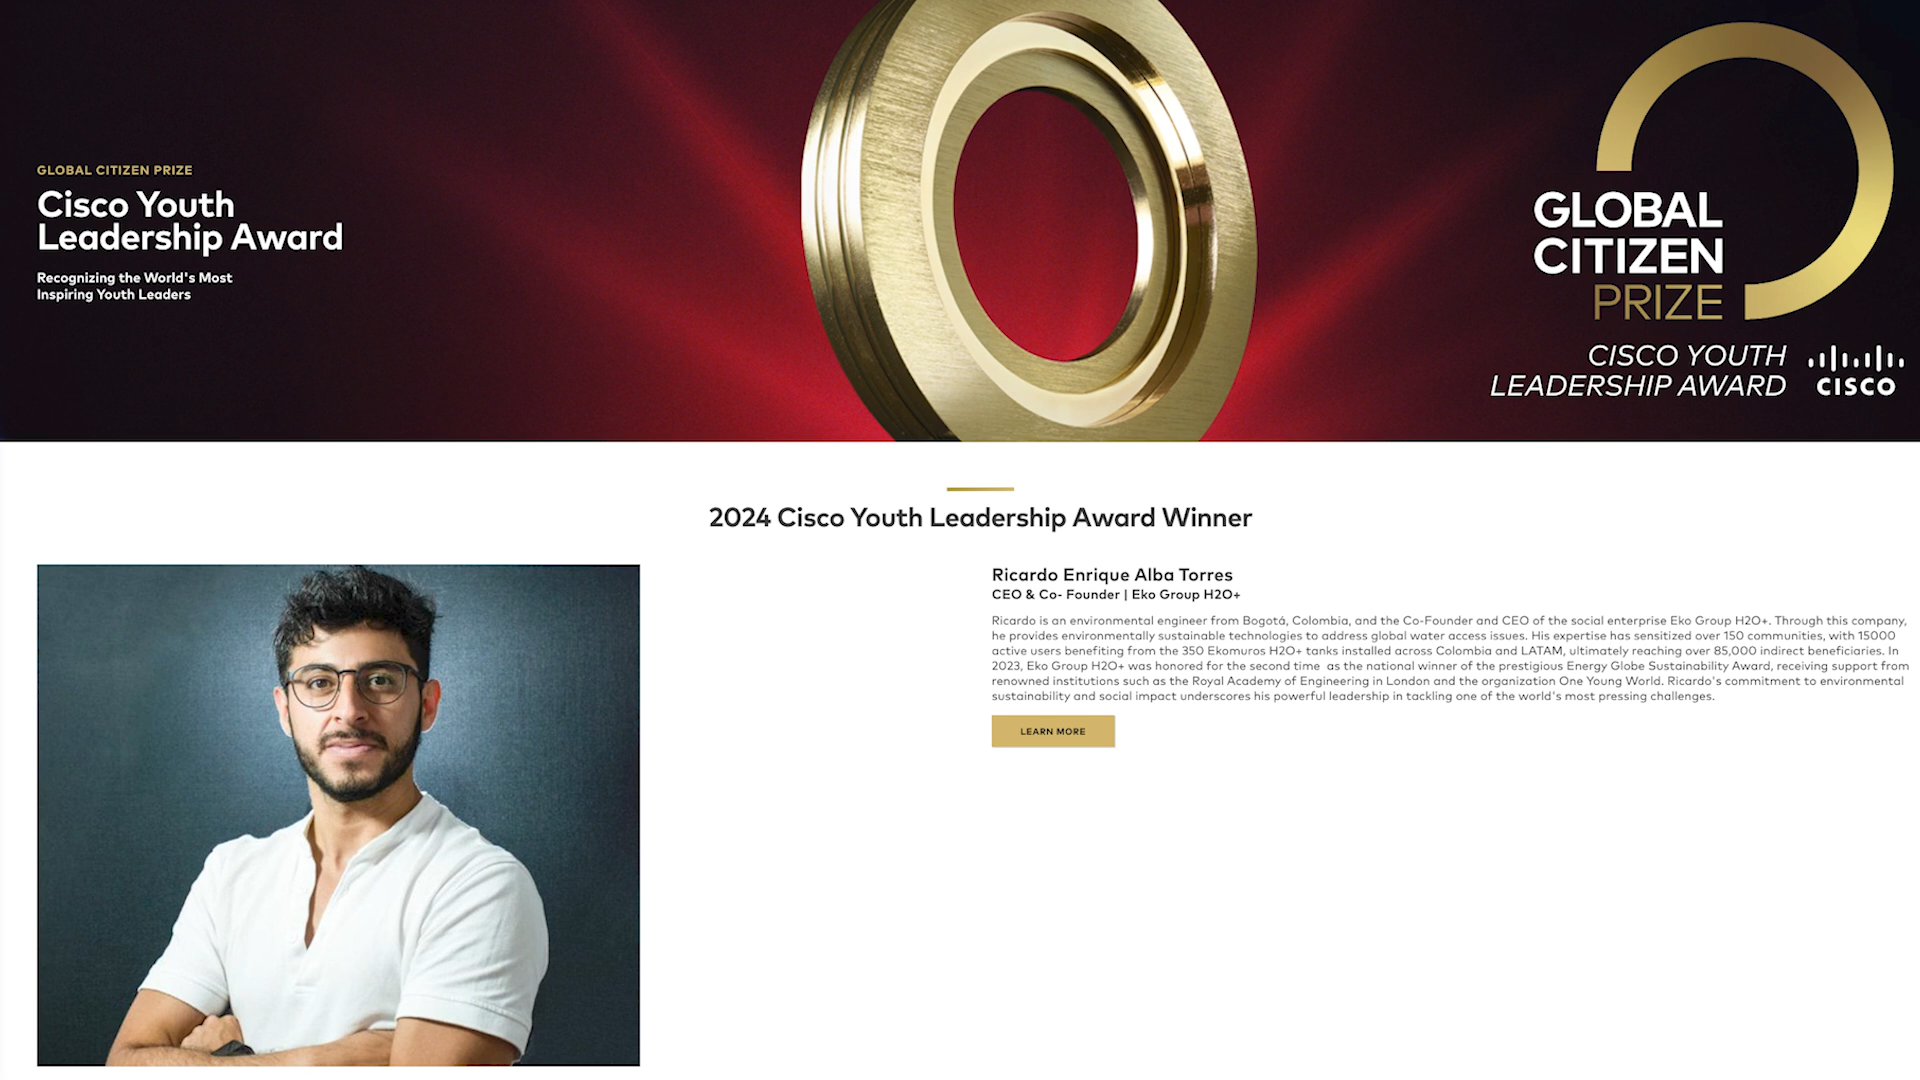 GLOBAL CITIZEN PRIZE
Cisco Youth
Leadership Award
Recognizing the World's Most
Inspiring Youth Leaders
GLOBAL
CITIZEN
PRIZE
CISCO YOUTH
LEADERSHIP AWARD
CISCO
2024 Cisco Youth Leadership Award Winner
Ricardo Enrique Alba Torres
CEO & Co- Founder | Eko Group H2O+
Ricardo is an environmental engineer from Bogotá, Colombia, and the Co-Founder and CEO of the social enterprise Eko Group H2O+. Through this company,
he provides environmentally sustainable technologies to address global water access issues. His expertise has sensitized over 150 communities, with 15000
active users benefiting from the 350 Ekomuros H2O+ tanks installed across Colombia and LATAM, ultimately reaching over 85,000 indirect beneficiaries. In
2023, Eko Group H2O+ was honored for the second time as the national winner of the prestigious Energy Globe Sustainability Award, receiving support from
renowned institutions such as the Royal Academy of Engineering in London and the organization One Young World. Ricardo's commitment to environmental
sustainability and social impact underscores his powerful leadership in tackling one of the world's most pressing challenges.
LEARN MORE